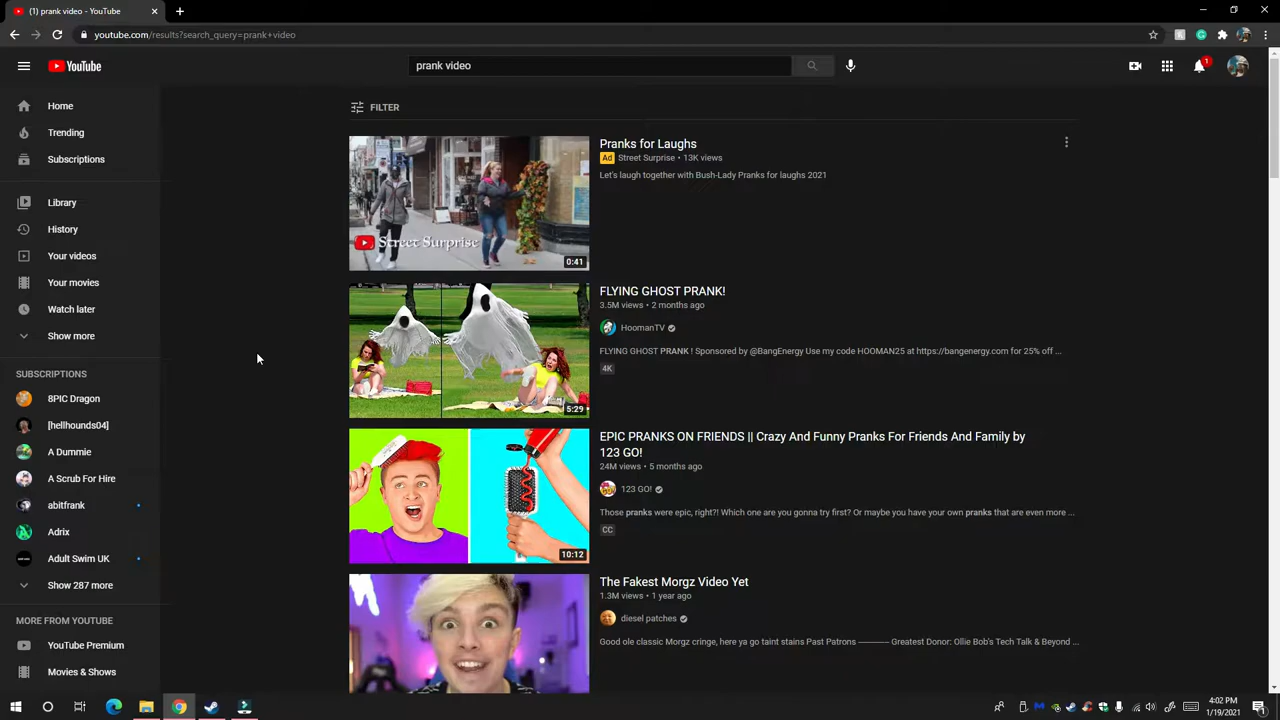 (1) prank video - YouTube
youtube.com/results?search_query=prank+video
YouTube
prank video
1
Home
Trending
Subscriptions
Library
History
Your videos
Your movies
Watch later
Show more
SUBSCRIPTIONS
8PIC Dragon
[hellhounds04]
A Dummie
A Scrub For Hire
abitfrank
Adrix
Adult Swim UK
Show 287 more
MORE FROM YOUTUBE
YouTube Premium
Movies & Shows
FILTER
Street Surprise
0:41
Pranks for Laughs
Ad Street Surprise • 13K views
Let's laugh together with Bush-Lady Pranks for laughs 2021
5:29
FLYING GHOST PRANK!
3.5M views • 2 months ago
HoomanTV
FLYING GHOST PRANK ! Sponsored by @BangEnergy Use my code HOOMAN25 at https://bangenergy.com for 25% off ...
4K
10:12
EPIC PRANKS ON FRIENDS || Crazy And Funny Pranks For Friends And Family by
123 GO!
24M views • 5 months ago
123 GO!
Those pranks were epic, right?! Which one are you gonna try first? Or maybe you have your own pranks that are even more ...
CC
The Fakest Morgz Video Yet
1.3M views • 1 year ago
diesel patches
Good ole classic Morgz cringe, here ya go taint stains Past Patrons ———– Greatest Donor: Ollie Bob's Tech Talk & Beyond ...
4:02 PM
1/19/2021